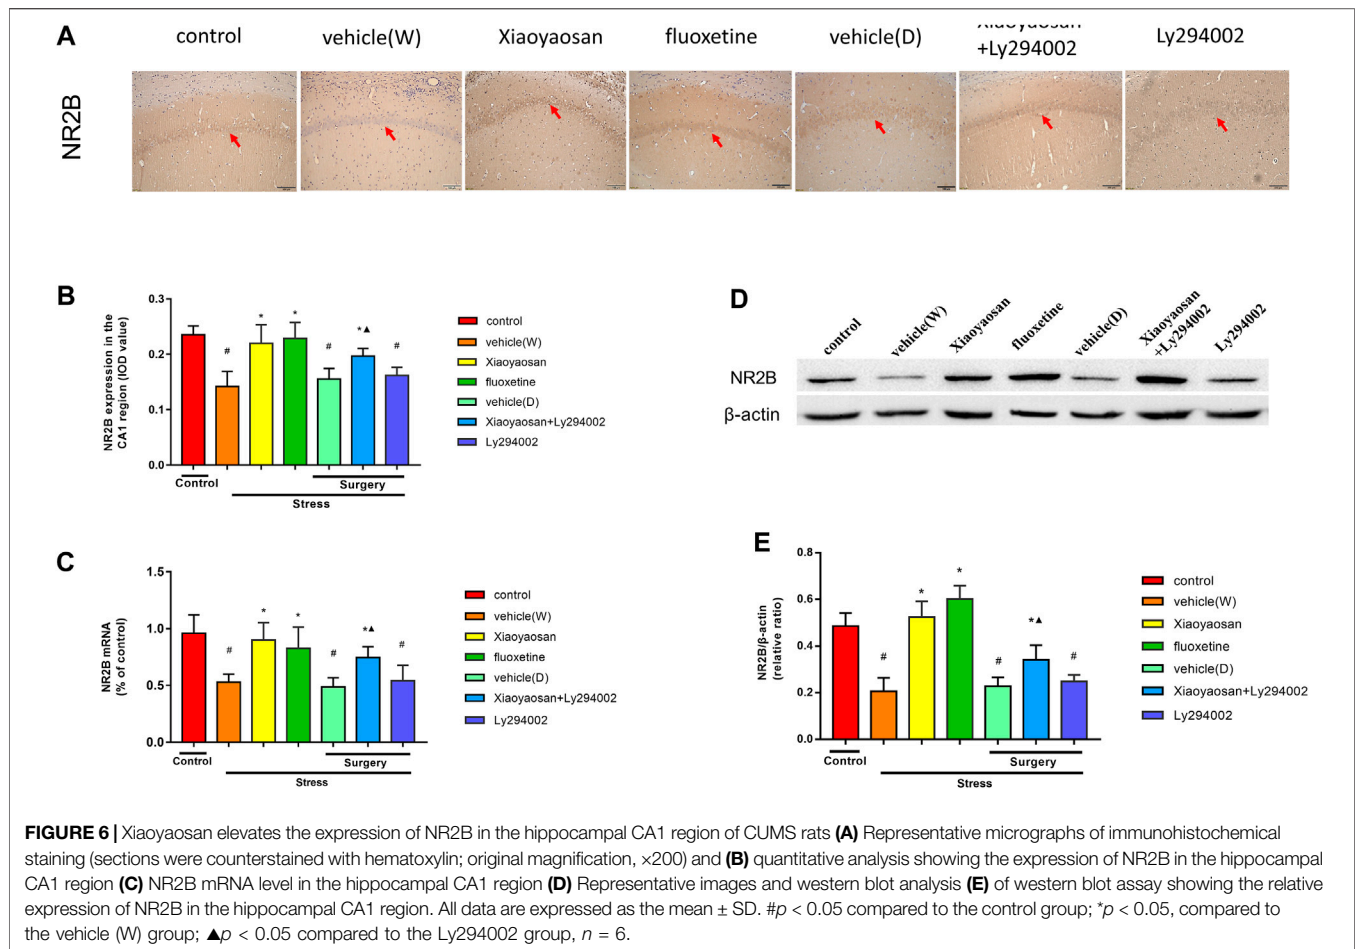 A
control
vehicle(W)
Xiaoyaosan
fluoxetine
vehicle(D)
Xiaoyaosan
+Ly294002
Ly294002
NR2B
B
NR2B expression in the
CA1 region (IOD value)
0.3
0.2
0.1
0.0
#
*
*
#
*▲
#
Control
Surgery
Stress
control
vehicle(W)
Xiaoyaosan
fluoxetine
vehicle(D)
Xiaoyaosan+Ly294002
Ly294002
D
control
vehicle(W)
Xiaoyaosan
fluoxetine
vehicle(D)
Xiaoyaosan
+Ly294002
Ly294002
NR2B
β-actin
C
NR2B mRNA
(% of control)
1.5
1.0
0.5
0.0
#
*
*
#
*▲
#
Control
Surgery
Stress
control
vehicle(W)
Xiaoyaosan
fluoxetine
vehicle(D)
Xiaoyaosan+Ly294002
Ly294002
E
NR2B/β-actin
(relative ratio)
0.8
0.6
0.4
0.2
0.0
#
*
*
#
*▲
#
Control
Surgery
Stress
control
vehicle(W)
Xiaoyaosan
fluoxetine
vehicle(D)
Xiaoyaosan+Ly294002
Ly294002
FIGURE 6 | Xiaoyaosan elevates the expression of NR2B in the hippocampal CA1 region of CUMS rats (A) Representative micrographs of immunohistochemical
staining (sections were counterstained with hematoxylin; original magnification, ×200) and (B) quantitative analysis showing the expression of NR2B in the hippocampal
CA1 region (C) NR2B mRNA level in the hippocampal CA1 region (D) Representative images and western blot analysis (E) of western blot assay showing the relative
expression of NR2B in the hippocampal CA1 region. All data are expressed as the mean ± SD. #p < 0.05 compared to the control group; *p < 0.05, compared to
the vehicle (W) group; ▲p < 0.05 compared to the Ly294002 group, n = 6.